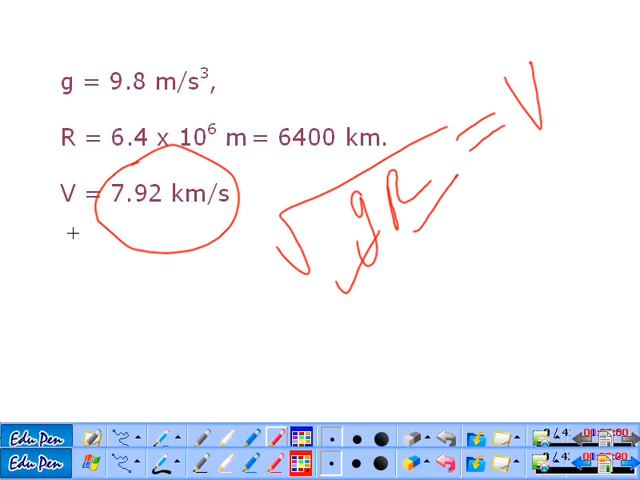 g = 9.8 m/s³,
R = 6.4 x 10⁶ m = 6400 km.
V = 7.92 km/s
√gR = V
Edu Pen
Edu Pen